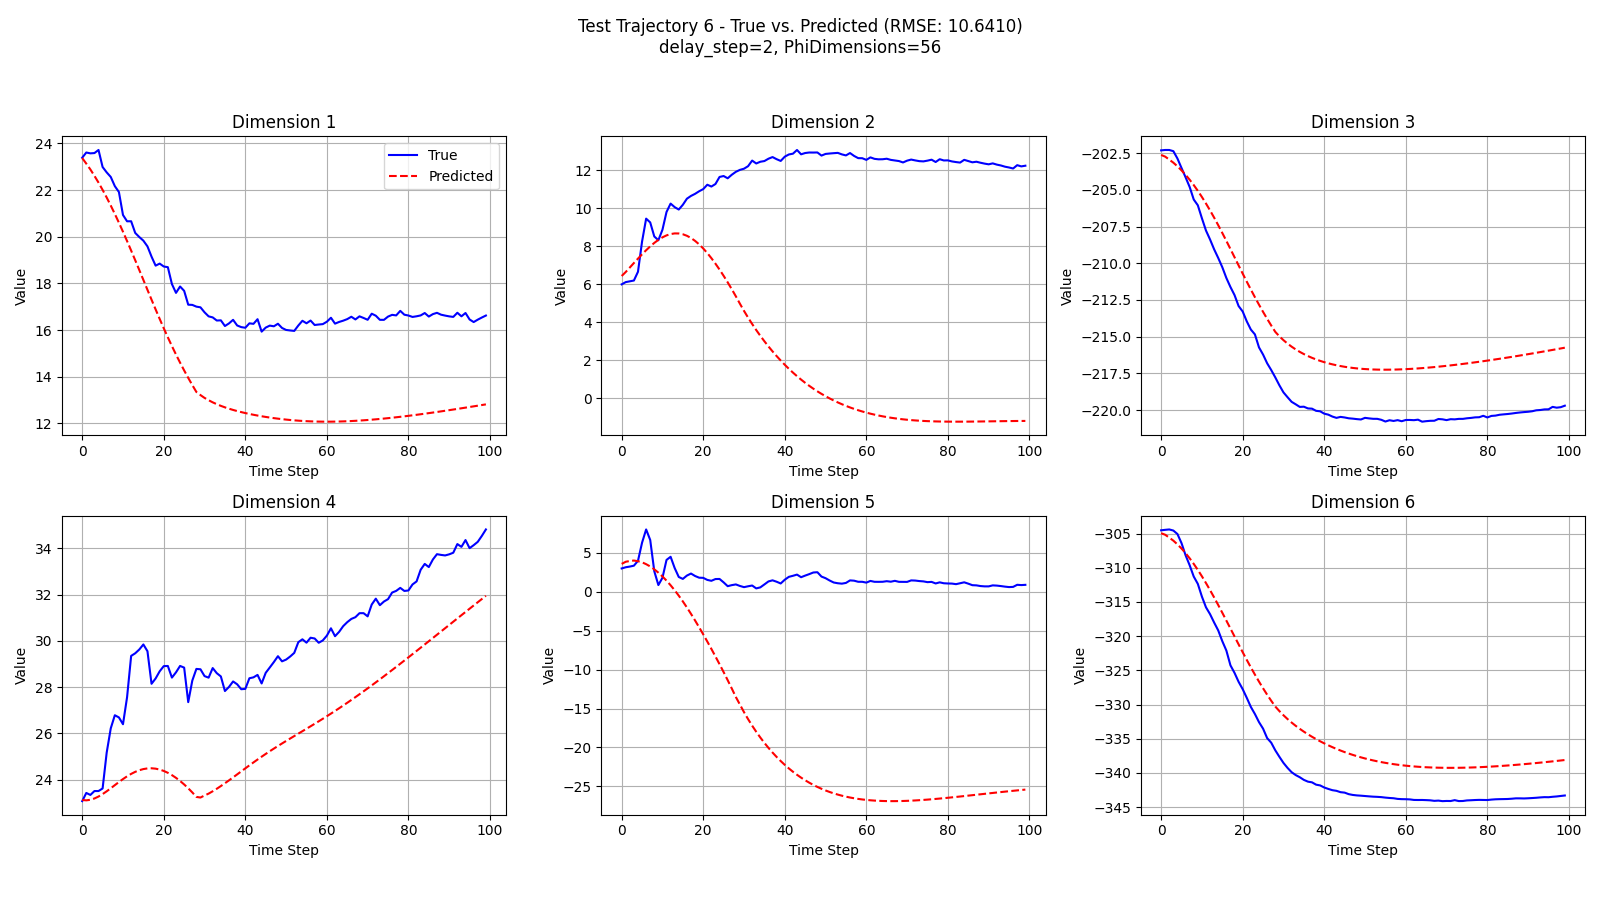 Test Trajectory 6 - True vs. Predicted (RMSE: 10.6410)
delay_step=2, PhiDimensions=56
Dimension 1
Value
24
22
20
18
16
14
12
True
Predicted
0 20 40 60 80 100
Time Step
Dimension 2
Value
12
10
8
6
4
2
0
0 20 40 60 80 100
Time Step
Dimension 3
Value
−202.5
−205.0
−207.5
−210.0
−212.5
−215.0
−217.5
−220.0
0 20 40 60 80 100
Time Step
Dimension 4
Value
34
32
30
28
26
24
0 20 40 60 80 100
Time Step
Dimension 5
Value
5
0
−5
−10
−15
−20
−25
0 20 40 60 80 100
Time Step
Dimension 6
Value
−305
−310
−315
−320
−325
−330
−335
−340
−345
0 20 40 60 80 100
Time Step